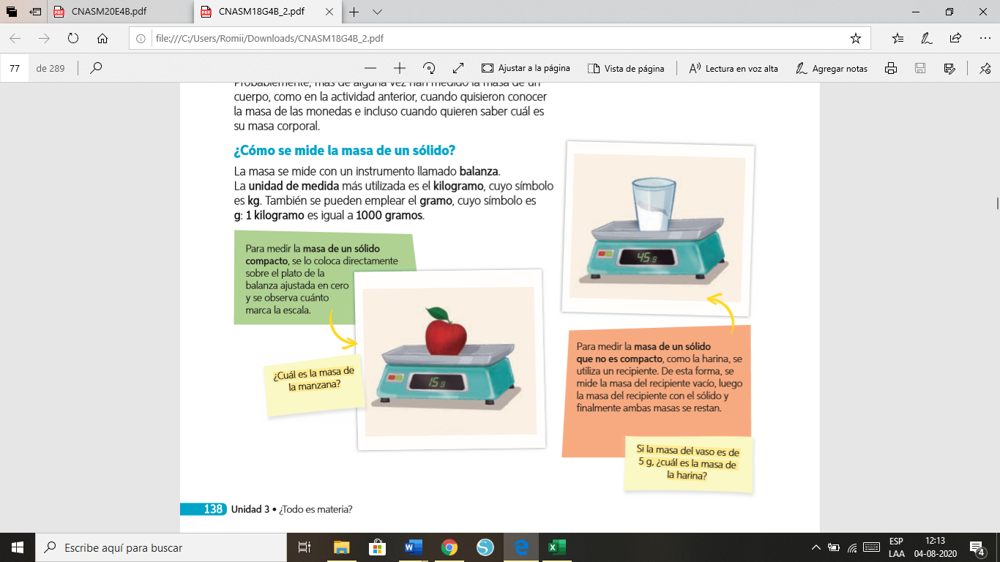 CNASM20E4B.pdf
CNASM18G4B_2.pdf
file:///C:/Users/Romii/Downloads/CNASM18G4B_2.pdf
77 de 289
Ajustar a la página
Vista de página
Lectura en voz alta
Agregar notas
Probablemente, más de alguna vez han medido la masa de un
cuerpo, como en la actividad anterior, cuando quisieron conocer
la masa de las monedas e incluso cuando quieren saber cuál es
su masa corporal.
¿Cómo se mide la masa de un sólido?
La masa se mide con un instrumento llamado balanza.
La unidad de medida más utilizada es el kilogramo, cuyo símbolo
es kg. También se pueden emplear el gramo, cuyo símbolo es
g: 1 kilogramo es igual a 1000 gramos.
Para medir la masa de un sólido
compacto, se lo coloca directamente
sobre el plato de la
balanza ajustada en cero
y se observa cuánto
marca la escala.
¿Cuál es la masa de
la manzana?
15 g
45 g
Para medir la masa de un sólido
que no es compacto, como la harina, se
utiliza un recipiente. De esta forma, se
mide la masa del recipiente vacío, luego
la masa del recipiente con el sólido y
finalmente ambas masas se restan.
Si la masa del vaso es de
5 g, ¿cuál es la masa de
la harina?
138 Unidad 3 • ¿Todo es materia?
Escribe aquí para buscar
ESP
LAA
12:13
04-08-2020
4